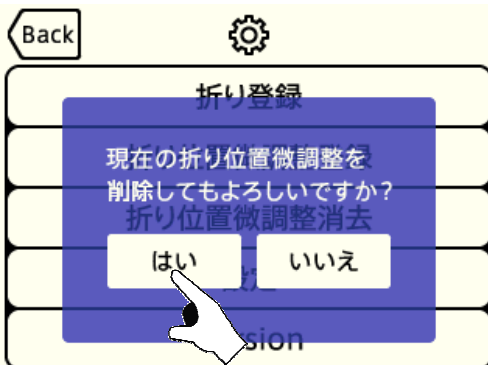 Back
折り登録
現在の折り位置微調整を
削除してもよろしいですか?
折り位置微調整消去
はい
いいえ